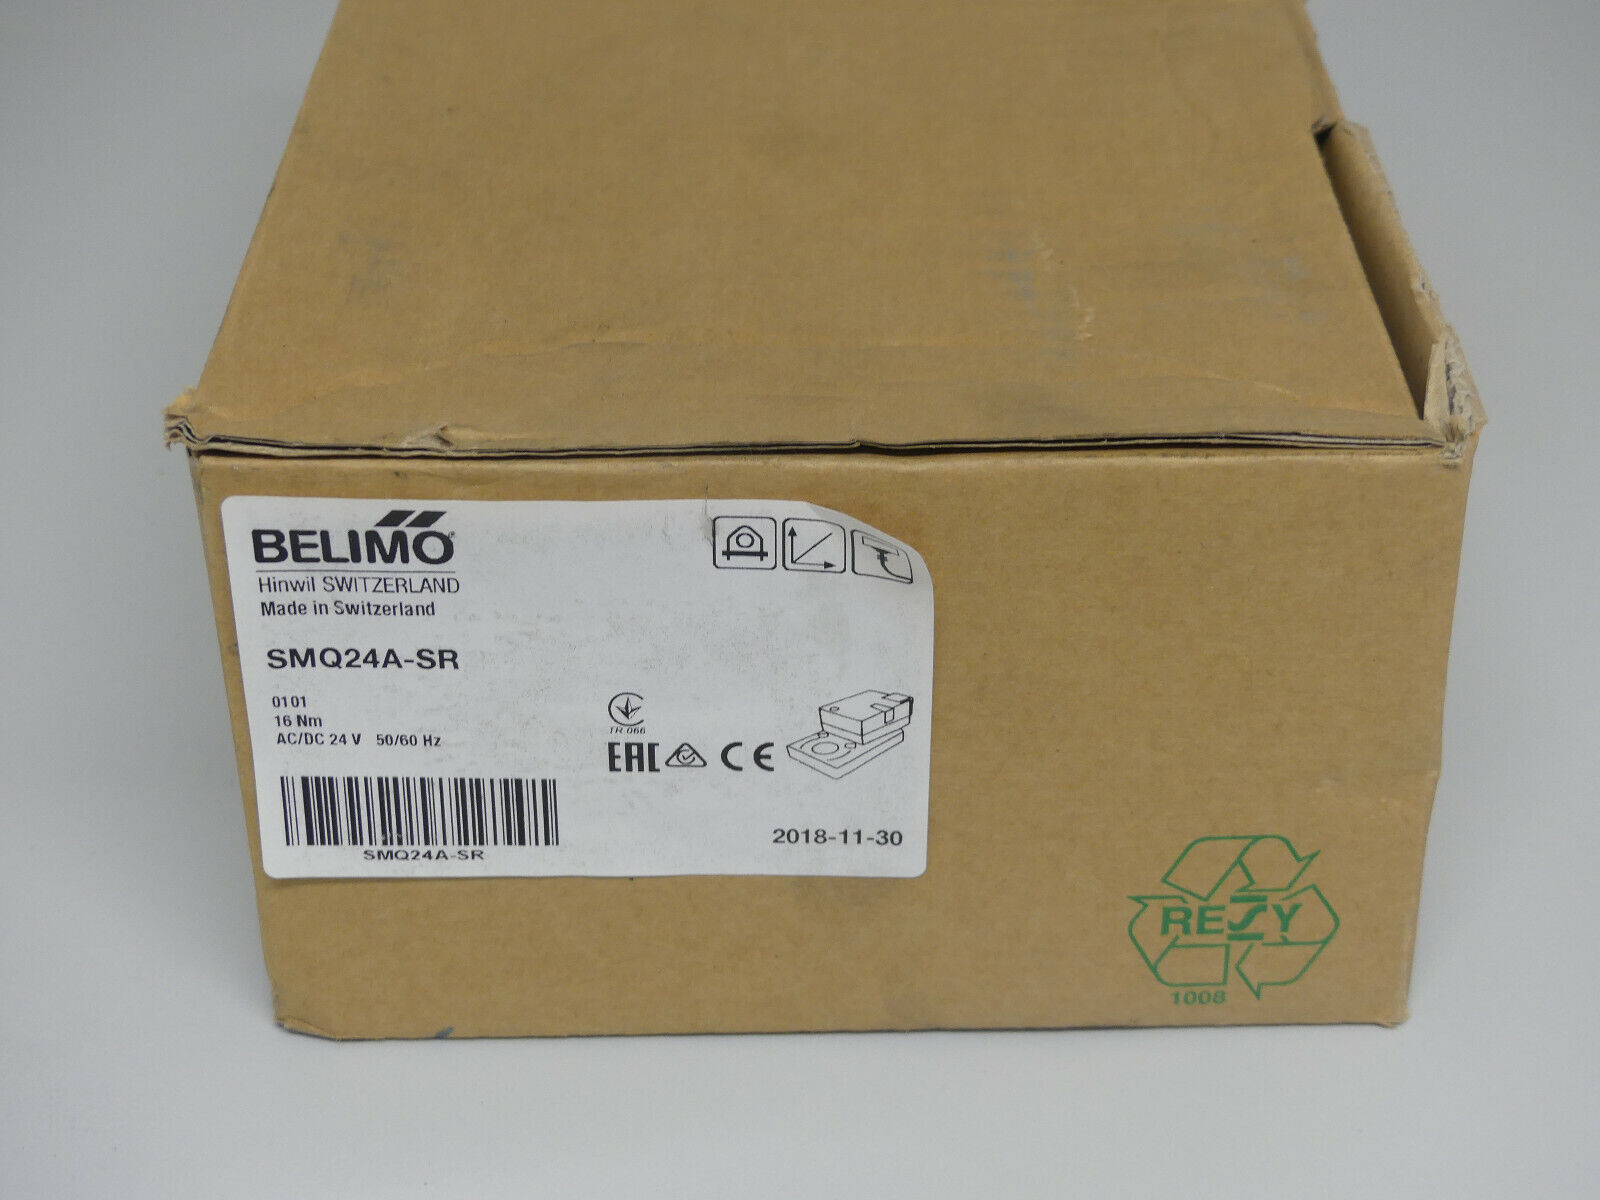 BELIMO
Hinwil SWITZERLAND
Made in Switzerland
SMQ24A-SR
0101
16 Nm
AC/DC 24 V 50/60 Hz
TR.066
EAC CE
SMQ24A-SR
2018-11-30
RESY
1008